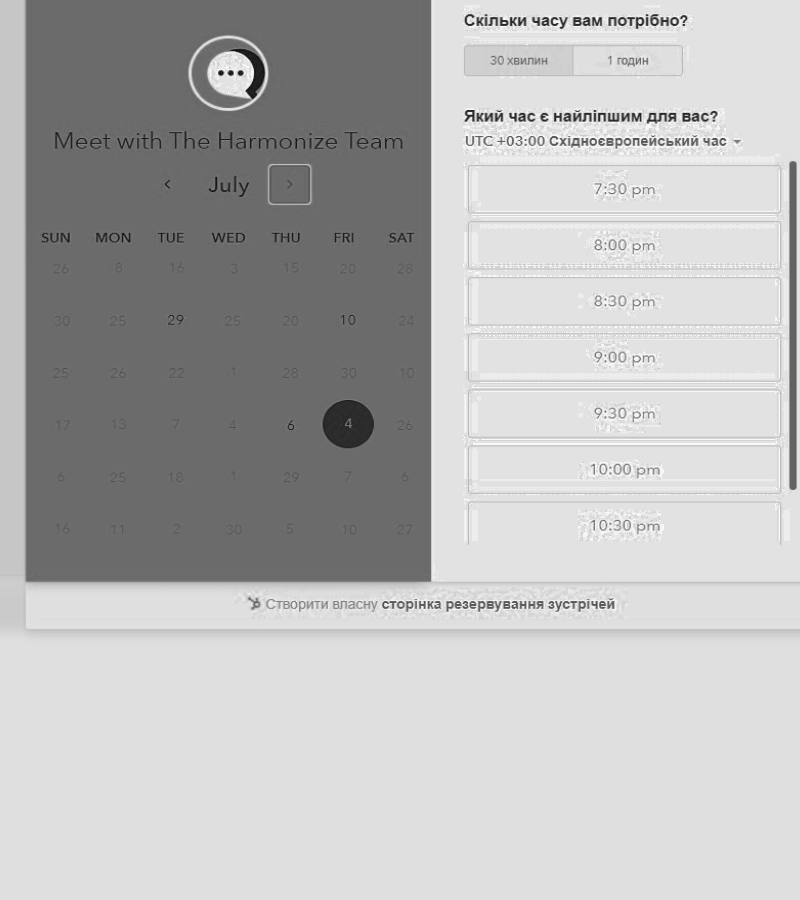 Meet with The Harmonize Team
July
SUN MON TUE WED THU FRI SAT
26 8 16 3 15 20 28
30 25 29 25 20 10 24
25 26 22 1 28 30 10
17 13 7 4 6 4 26
6 25 18 1 29 7 6
16 11 2 30 5 10 27
Скільки часу вам потрібно?
30 хвилин 1 годин
Який час є найліпшим для вас?
UTC +03:00 Східноєвропейський час
7:30 pm
8:00 pm
8:30 pm
9:00 pm
9:30 pm
10:00 pm
10:30 pm
Створити власну сторінка резервування зустрічей